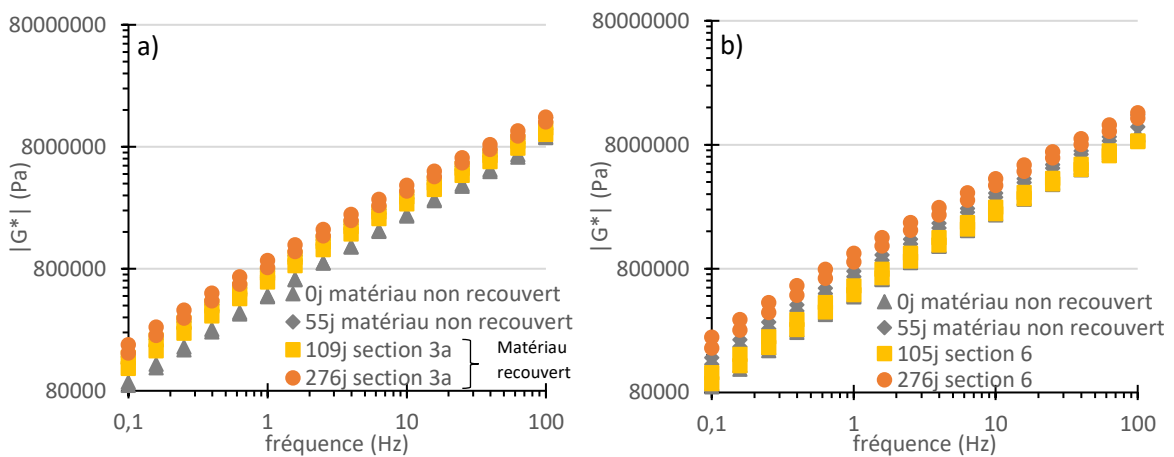 a)
80000000
8000000
800000
80000
|G*| (Pa)
0,1
1
10
100
fréquence (Hz)
0j matériau non recouvert
55j matériau non recouvert
109j section 3a
276j section 3a
Matériau
recouvert
b)
80000000
8000000
800000
80000
|G*| (Pa)
0,1
1
10
100
fréquence (Hz)
0j matériau non recouvert
55j matériau non recouvert
105j section 6
276j section 6